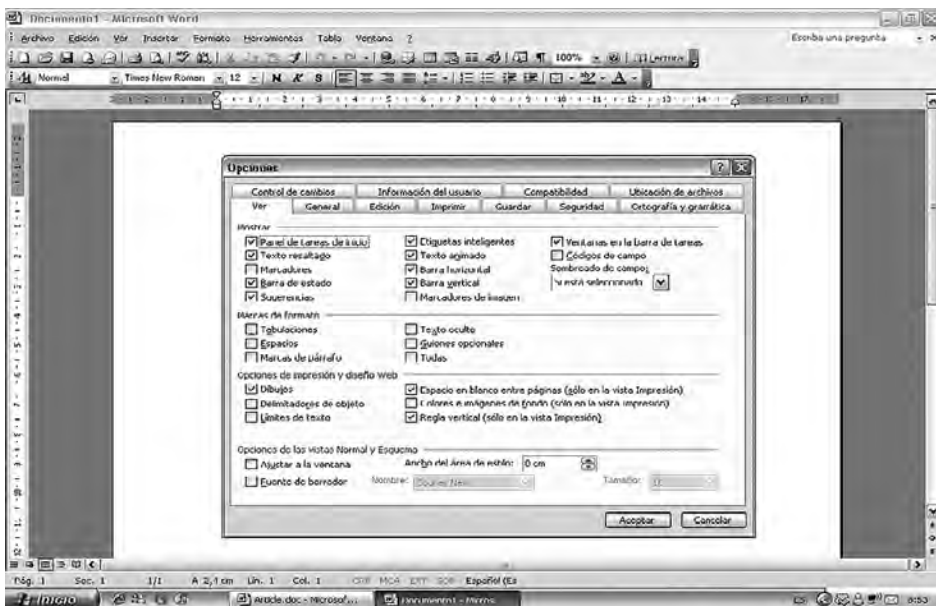 Documento1 - Microsoft Word
Archivo Edición Ver Insertar Formato Herramientas Tabla Ventana ?
Escriba una pregunta
100% Lectura
Normal Times New Roman 12 N K S
Opciones
Control de cambios Información del usuario Compatibilidad Ubicación de archivos
Ver General Edición Imprimir Guardar Seguridad Ortografía y gramática
Mostrar
Panel de tareas de inicio Etiquetas inteligentes Ventanas en la barra de tareas
Texto resaltado Texto animado Códigos de campo
Marcadores Barra horizontal Sombreado de campo:
Barra de estado Barra vertical Si está seleccionado
Sugerencias Marcadores de imagen
Marcas de formato
Tabulaciones Texto oculto
Espacios Guiones opcionales
Marcas de párrafo Todas
Opciones de impresión y diseño Web
Dibujos Espacio en blanco entre páginas (sólo en la vista Impresión)
Delimitadores de objeto Colores e imágenes de fondo (sólo en la vista Impresión)
Límites de texto Regla vertical (sólo en la vista Impresión)
Opciones de las vistas Normal y Esquema
Ajustar a la ventana Ancho del área de estilo: 0 cm
Fuente de borrador Nombre: Courier New Tamaño: 10
Aceptar Cancelar
Pág. 1 Sec. 1 1/1 A 2,4 cm Lín. 1 Col. 1 GRB MCA EXT SOB Español (Es
Inicio Article.doc - Microsof... Documento1 - Micros... ES 8:53